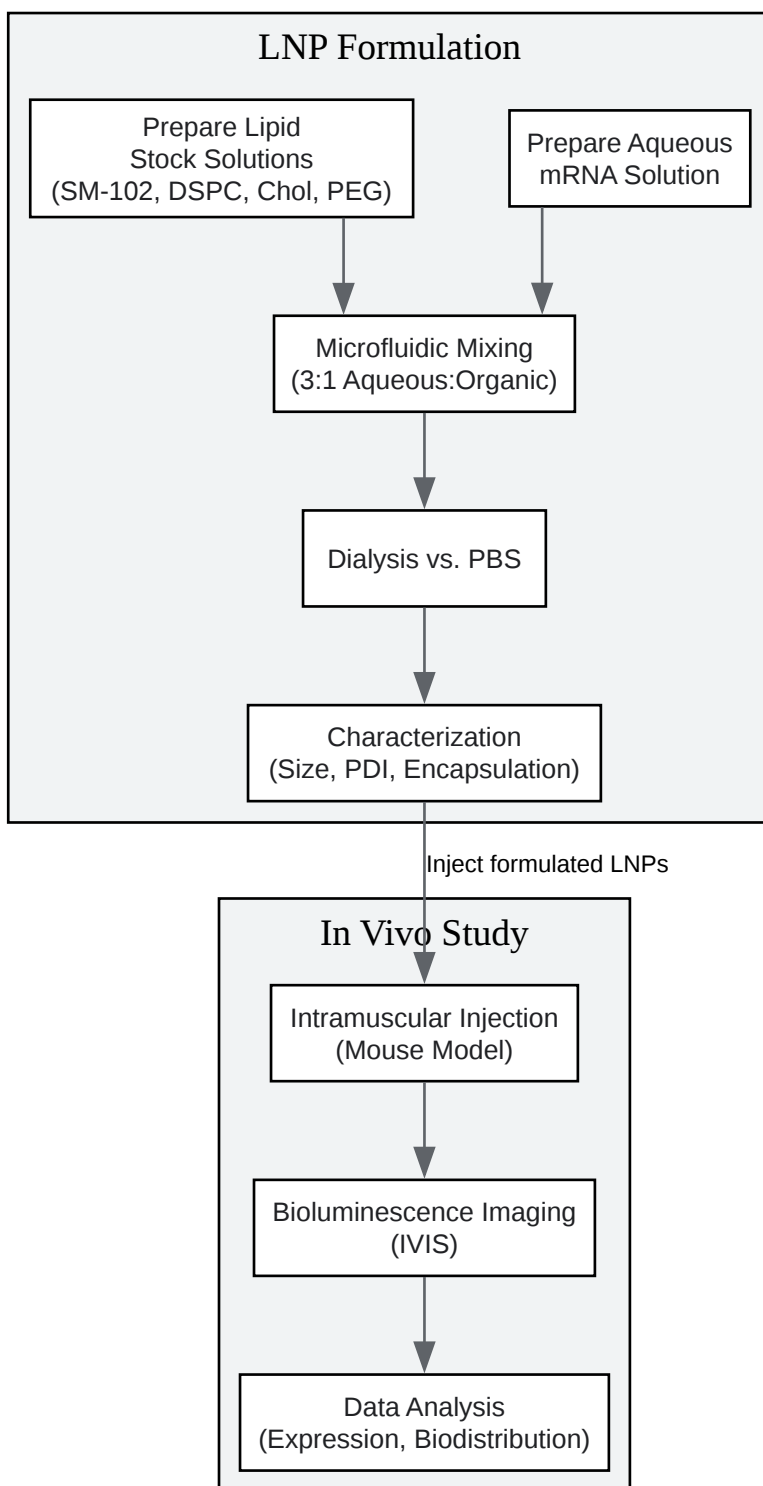 LNP Formulation
Prepare Lipid
Stock Solutions
(SM-102, DSPC, Chol, PEG)
Prepare Aqueous
mRNA Solution
Microfluidic Mixing
(3:1 Aqueous:Organic)
Dialysis vs. PBS
Characterization
(Size, PDI, Encapsulation)
Inject formulated LNPs
In Vivo Study
Intramuscular Injection
(Mouse Model)
Bioluminescence Imaging
(IVIS)
Data Analysis
(Expression, Biodistribution)